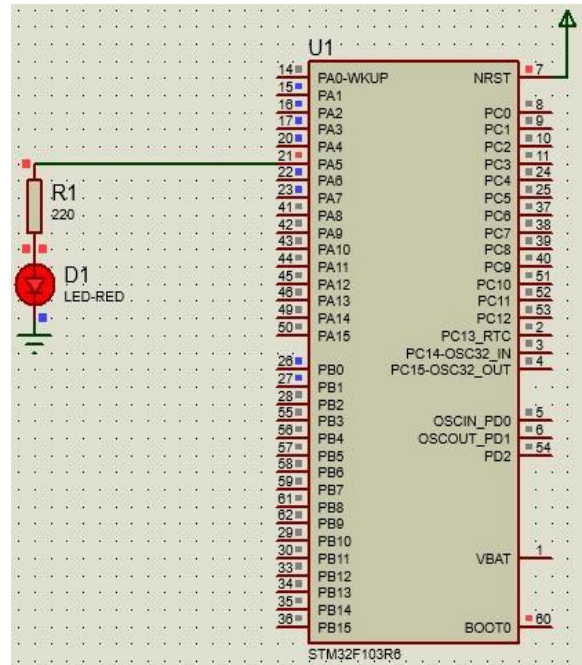 U1
14 PA0-WKUP NRST 7
15 PA1
16 PA2 PC0 8
17 PA3 PC1 9
20 PA4 PC2 10
21 PA5 PC3 11
22 PA6 PC4 24
23 PA7 PC5 25
41 PA8 PC6 37
42 PA9 PC7 38
43 PA10 PC8 39
44 PA11 PC9 40
45 PA12 PC10 51
46 PA13 PC11 52
49 PA14 PC12 53
50 PA15 PC13_RTC 2
PC14-OSC32_IN 3
26 PB0 PC15-OSC32_OUT 4
27 PB1
28 PB2
55 PB3 OSCIN_PD0 5
56 PB4 OSCOUT_PD1 6
57 PB5 PD2 54
58 PB6
59 PB7
61 PB8
62 PB9
29 PB10
30 PB11 VBAT 1
33 PB12
34 PB13
35 PB14
36 PB15 BOOT0 60
STM32F103R6
R1
220
D1
LED-RED